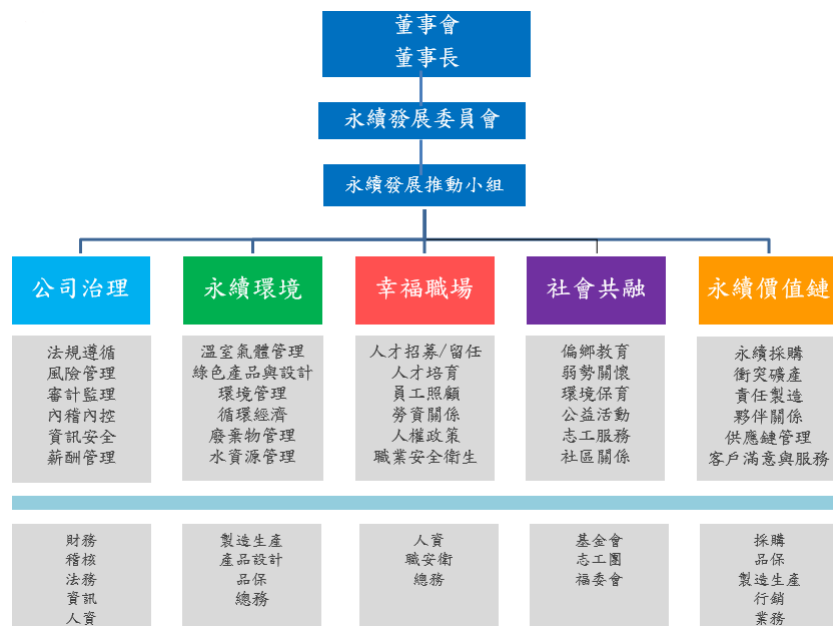 董事會
董事長
永續發展委員會
永續發展推動小組
公司治理
永續環境
幸福職場
社會共融
永續價值鏈
法規遵循
風險管理
審計監理
內稽內控
資訊安全
薪酬管理
溫室氣體管理
綠色產品與設計
環境管理
循環經濟
廢棄物管理
水資源管理
人才招募/留任
人才培育
員工照顧
勞資關係
人權政策
職業安全衛生
偏鄉教育
弱勢關懷
環境保育
公益活動
志工服務
社區關係
永續採購
衝突礦產
責任製造
夥伴關係
供應鏈管理
客戶滿意與服務
財務
稽核
法務
資訊
人資
製造生產
產品設計
品保
總務
人資
職安衛
總務
基金會
志工團
福委會
採購
品保
製造生產
行銷
業務